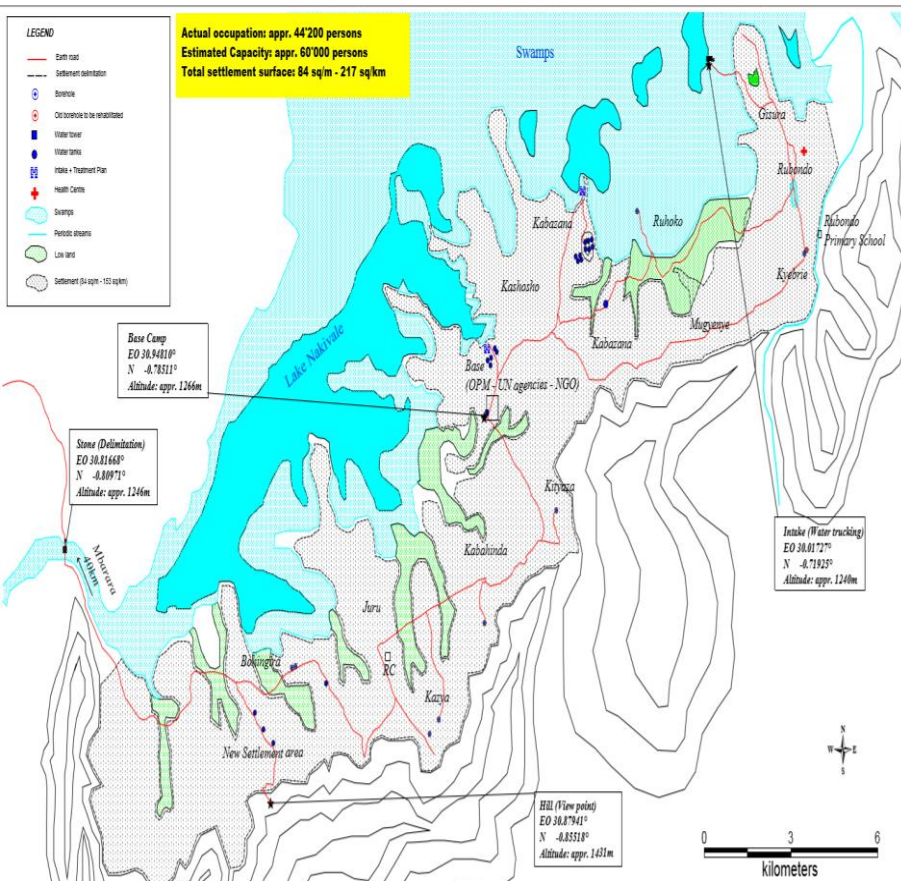 Actual occupation: appr. 44'200 persons
Estimated Capacity: appr. 60'000 persons
Total settlement surface: 84 sq/m - 217 sq/km
LEGEND
Earth road
Settlement delimitation
Borehole
Old borehole to be rehabilitated
Water tower
Water tanks
Intake + Treatment Plan
Health Centre
Swamps
Periodic streams
Low land
Settlement (84 sqm - 153 sq/km)
Swamps
Gisura
Rubondo
Kabazana
Ruhoko
Rubondo
Primary School
Kashosho
Kyebrie
Mugyenye
Kabazana
Lake Nakivale
Base Camp
EO 30.94810°
N -0.78511°
Altitude: appr. 1266m
Base
(OPM - UN agencies - NGO)
Stone (Delimitation)
EO 30.81668°
N -0.80971°
Altitude: appr. 1246m
Kityaza
Intake (Water trucking)
EO 30.01727°
N -0.71925°
Altitude: appr. 1240m
Mbarara
40km
Kabahinda
Juru
RC
Kazya
New Settlement area
N
W E
S
Hill (View point)
EO 30.87941°
N -0.85518°
Altitude: appr. 1431m
0 3 6
kilometers